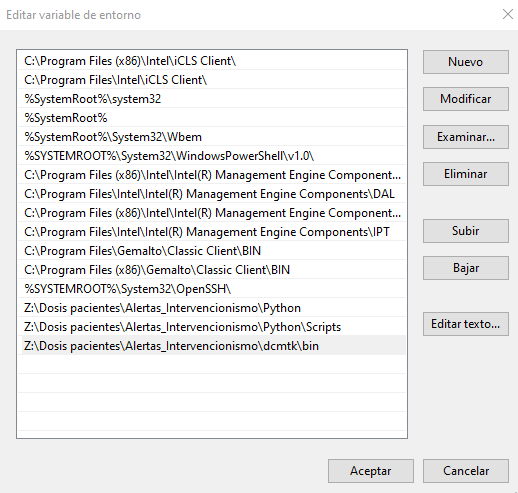 Editar variable de entorno
C:\Program Files (x86)\Intel\iCLS Client\
C:\Program Files\Intel\iCLS Client\
%SystemRoot%\system32
%SystemRoot%
%SystemRoot%\System32\Wbem
%SYSTEMROOT%\System32\WindowsPowerShell\v1.0\
C:\Program Files (x86)\Intel\Intel(R) Management Engine Component...
C:\Program Files\Intel\Intel(R) Management Engine Components\DAL
C:\Program Files (x86)\Intel\Intel(R) Management Engine Component...
C:\Program Files\Intel\Intel(R) Management Engine Components\IPT
C:\Program Files\Gemalto\Classic Client\BIN
C:\Program Files (x86)\Gemalto\Classic Client\BIN
%SYSTEMROOT%\System32\OpenSSH\
Z:\Dosis pacientes\Alertas_Intervencionismo\Python
Z:\Dosis pacientes\Alertas_Intervencionismo\Python\Scripts
Z:\Dosis pacientes\Alertas_Intervencionismo\dcmtk\bin
Nuevo
Modificar
Examinar...
Eliminar
Subir
Bajar
Editar texto...
Aceptar
Cancelar